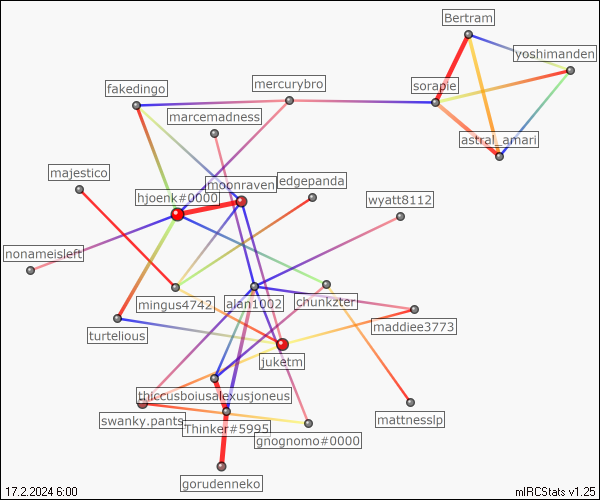 Bertram
yoshimanden
mercurybro
sorapie
fakedingo
marcemadness
astral_amari
majestico
moonraven
edgepanda
hjoenk#0000
wyatt8112
nonameisleft
mingus4742
alan1002
chunkzter
maddiee3773
turtelious
juketm
thiccusboiusalexusjoneus
swanky.pants.
mattnesslp
Thinker#5995
gnognomo#0000
gorudenneko
17.2.2024 6:00
mIRCStats v1.25